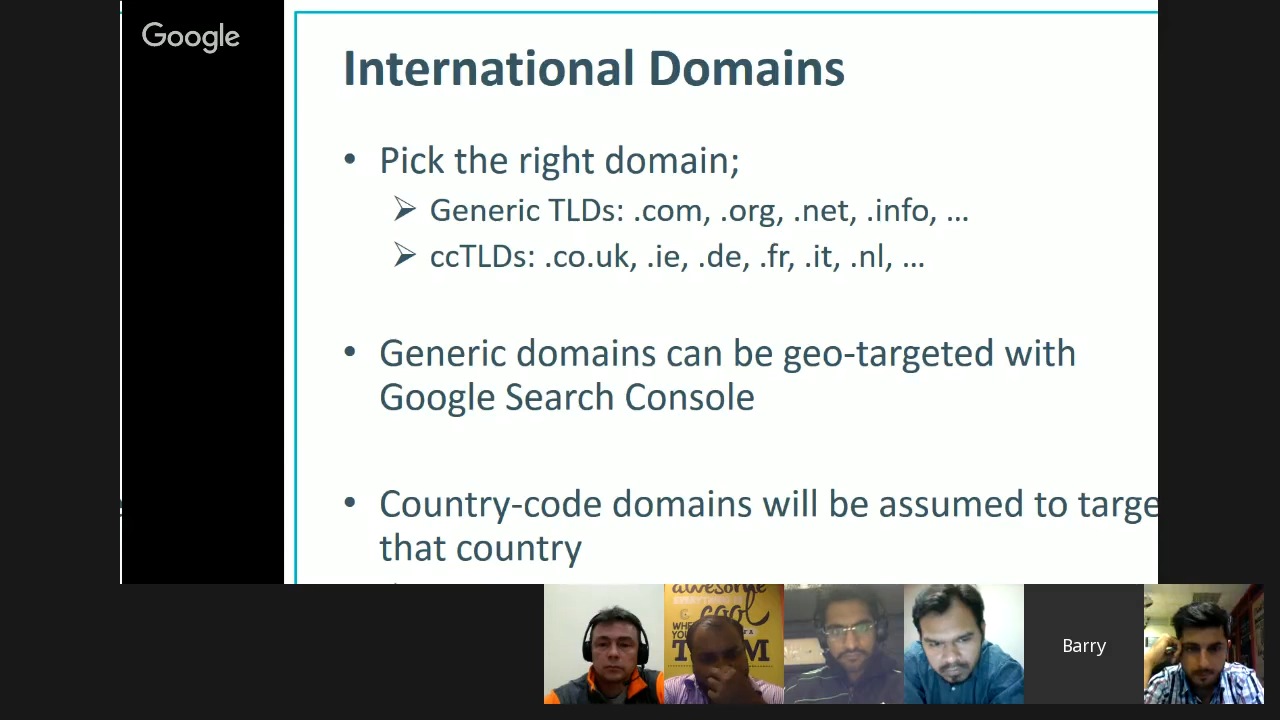 Google
International Domains
• Pick the right domain;
➢ Generic TLDs: .com, .org, .net, .info, ...
➢ ccTLDs: .co.uk, .ie, .de, .fr, .it, .nl, ...
• Generic domains can be geo-targeted with
Google Search Console
• Country-code domains will be assumed to targe
that country
awesome
cool
Barry